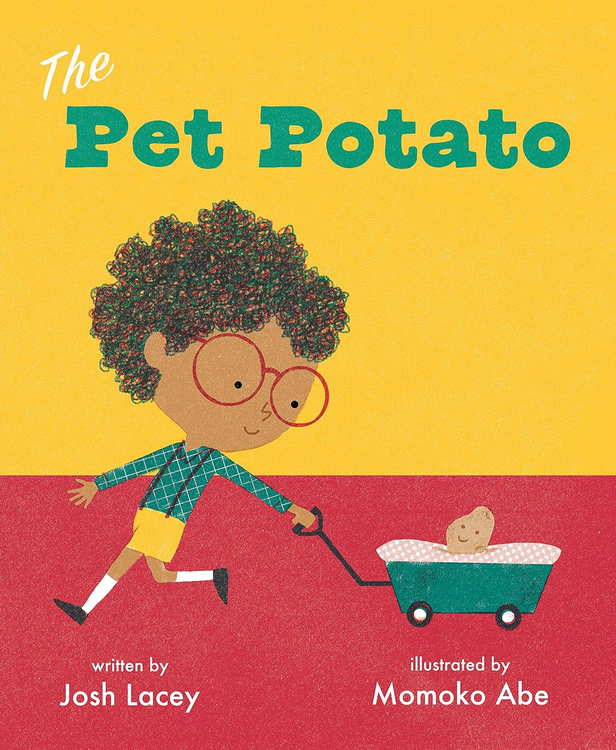 The
Pet Potato
written by
Josh Lacey
illustrated by
Momoko Abe